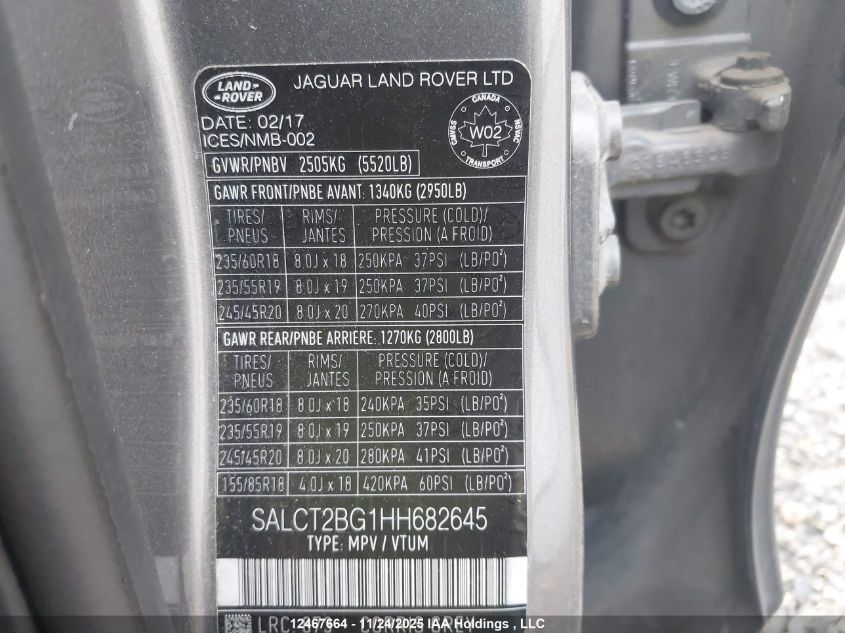 LAND ROVER
JAGUAR LAND ROVER LTD
DATE: 02/17
ICES/NMB-002
CANADA
CMVSS W02 NSVAC
TRANSPORT
GVWR/PNBV 2505KG (5520LB)
GAWR FRONT/PNBE AVANT: 1340KG (2950LB)
TIRES/ RIMS/ PRESSURE (COLD)/
PNEUS JANTES PRESSION (A FROID)
235/60R18 8.0J x 18 250KPA 37PSI (LB/PO²)
235/55R19 8.0J x 19 250KPA 37PSI (LB/PO²)
245/45R20 8.0J x 20 270KPA 40PSI (LB/PO²)
GAWR REAR/PNBE ARRIERE: 1270KG (2800LB)
TIRES/ RIMS/ PRESSURE (COLD)/
PNEUS JANTES PRESSION (A FROID)
235/60R18 8.0J x 18 240KPA 35PSI (LB/PO²)
235/55R19 8.0J x 19 250KPA 37PSI (LB/PO²)
245/45R20 8.0J x 20 280KPA 41PSI (LB/PO²)
155/85R18 4.0J x 18 420KPA 60PSI (LB/PO²)
SALCT2BG1HH682645
TYPE: MPV / VTUM
12467664 - 11/24/2025 IAA Holdings , LLC